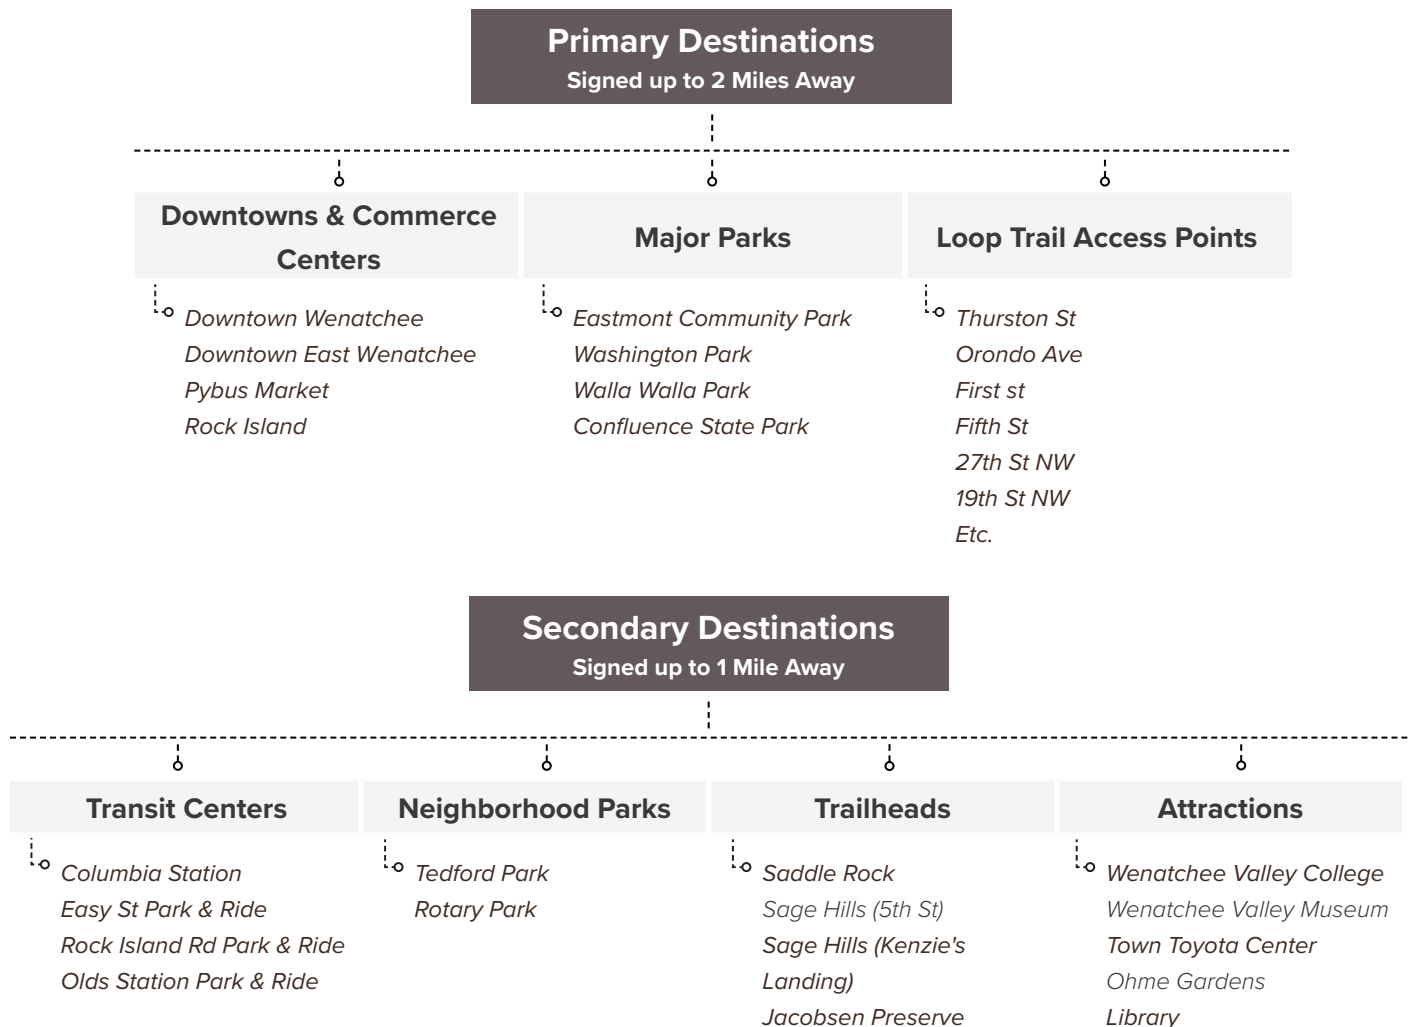 Primary Destinations
Signed up to 2 Miles Away
Downtowns & Commerce
Centers
Downtown Wenatchee
Downtown East Wenatchee
Pybus Market
Rock Island
Major Parks
Eastmont Community Park
Washington Park
Walla Walla Park
Confluence State Park
Loop Trail Access Points
Thurston St
Orondo Ave
First st
Fifth St
27th St NW
19th St NW
Etc.
Secondary Destinations
Signed up to 1 Mile Away
Transit Centers
Columbia Station
Easy St Park & Ride
Rock Island Rd Park & Ride
Olds Station Park & Ride
Neighborhood Parks
Tedford Park
Rotary Park
Trailheads
Saddle Rock
Sage Hills (5th St)
Sage Hills (Kenzie's
Landing)
Jacobsen Preserve
Attractions
Wenatchee Valley College
Wenatchee Valley Museum
Town Toyota Center
Ohme Gardens
Library